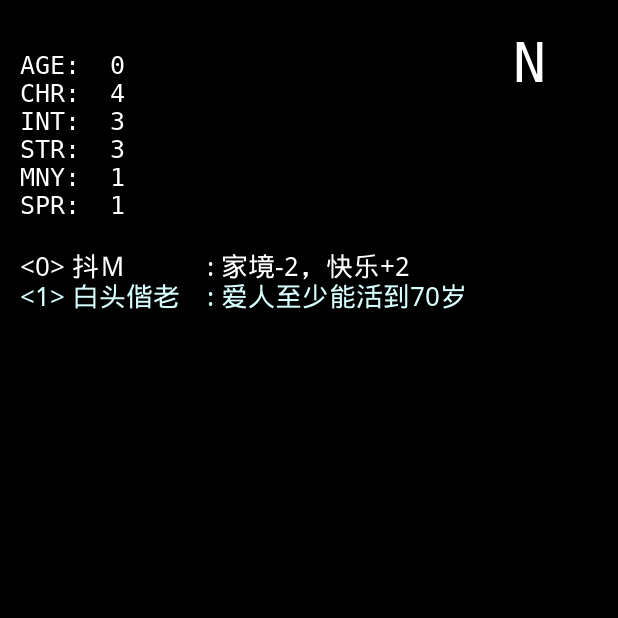 N
AGE: 0
CHR: 4
INT: 3
STR: 3
MNY: 1
SPR: 1
<0> 抖M : 家境-2，快乐+2
<1> 白头偕老 : 爱人至少能活到70岁